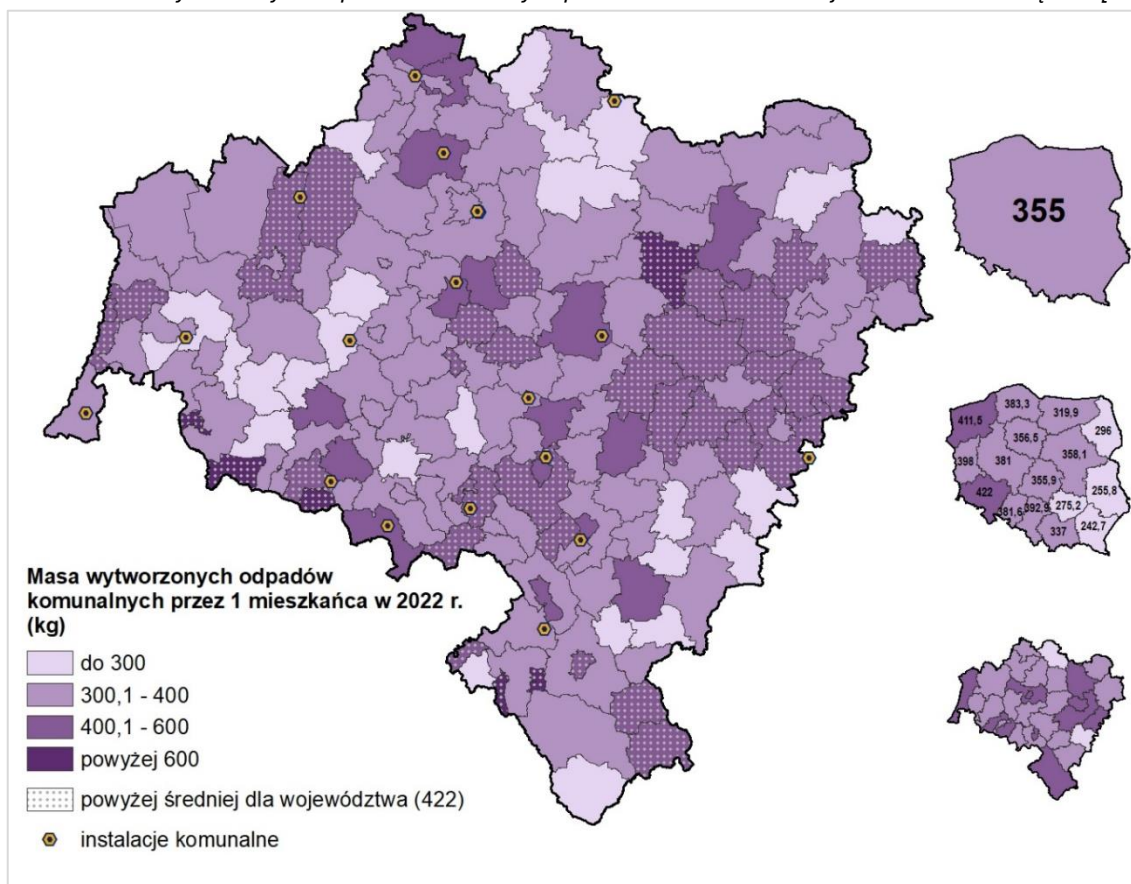 355
383,3
319,9
411,5
296
356,5
358,1
398
381
355,9
422
255,8
275,2
381,6
392,9
242,7
337
Masa wytworzonych odpadów
komunalnych przez 1 mieszkańca w 2022 r.
(kg)
do 300
300,1 - 400
400,1 - 600
powyżej 600
powyżej średniej dla województwa (422)
instalacje komunalne